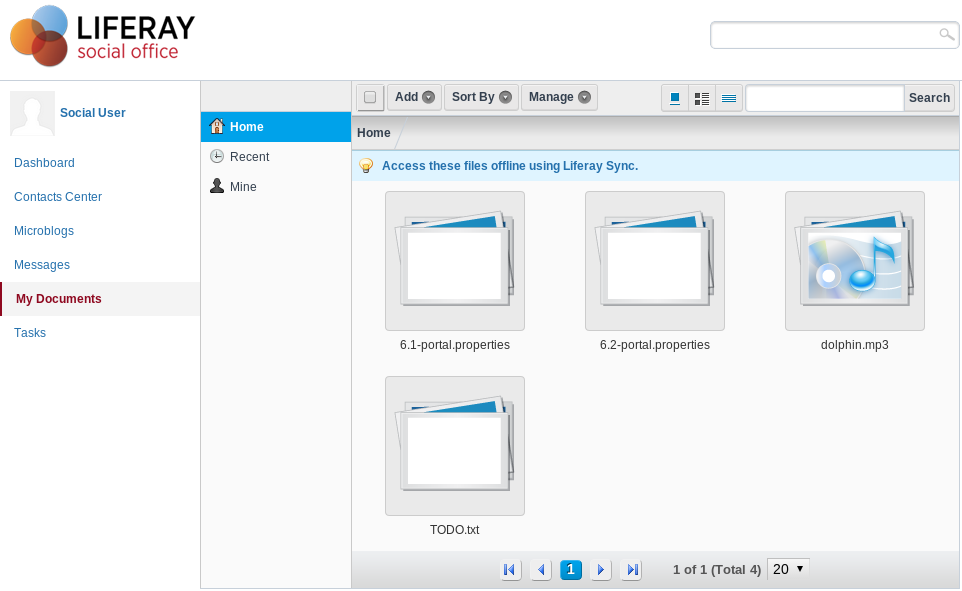 LIFERAY
social office
Social User
Dashboard
Contacts Center
Microblogs
Messages
My Documents
Tasks
Home
Recent
Mine
Add Sort By Manage Search
Home
Access these files offline using Liferay Sync.
6.1-portal.properties 6.2-portal.properties dolphin.mp3
TODO.txt
1 1 of 1 (Total 4) 20